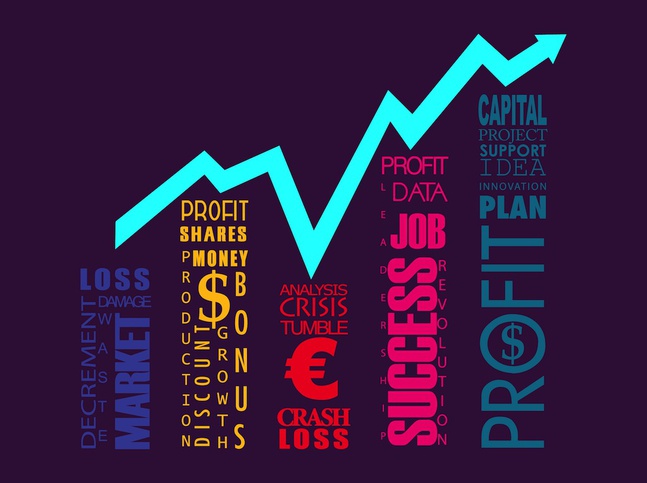 LOSS
DAMAGE
DECREMENT
WASTE
MARKET
PROFIT
SHARES
MONEY
PRODUCTION
$
DISCOUNT
GROWTH
BONUS
ANALYSIS
CRISIS
TUMBLE
€
CRASH
LOSS
PROFIT
DATA
LEADERSHIP
JOB
SUCCESS
REVOLUTION
CAPITAL
PROJECT
SUPPORT
IDEA
INNOVATION
PLAN
PROFIT
$